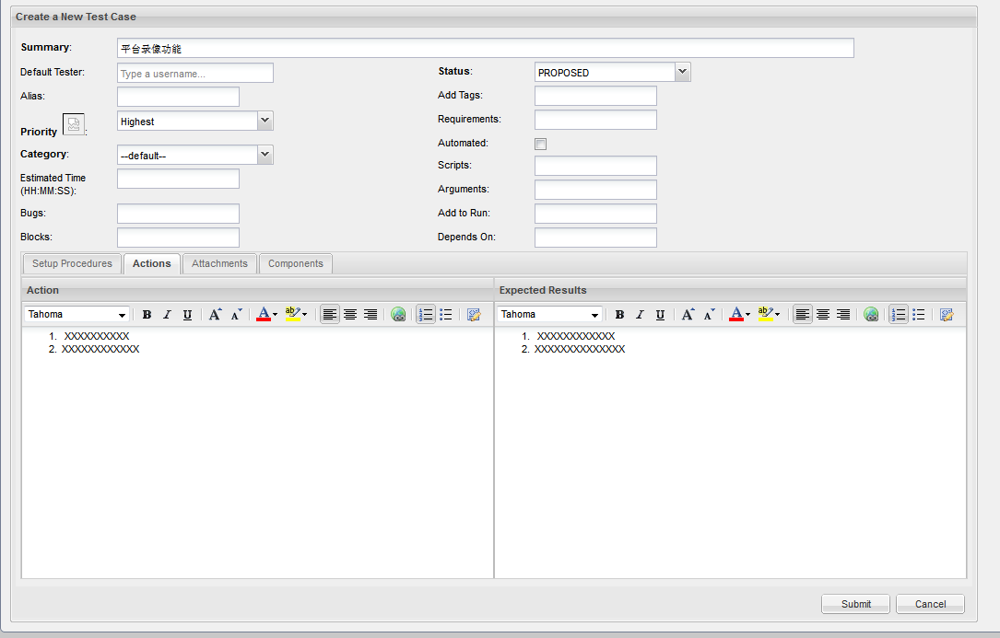 Create a New Test Case
Summary: 平台录像功能
Default Tester: Type a username... Status: PROPOSED
Alias: Add Tags:
Priority : Highest Requirements:
Automated:
Category: --default-- Scripts:
Estimated Time
(HH:MM:SS): Arguments:
Bugs: Add to Run:
Blocks: Depends On:
Setup Procedures Actions Attachments Components
Action Expected Results
Tahoma B I U A A A ab Tahoma B I U A A A ab
1. XXXXXXXXXX 1. XXXXXXXXXXXX
2. XXXXXXXXXXXX 2. XXXXXXXXXXXXXX
Submit Cancel